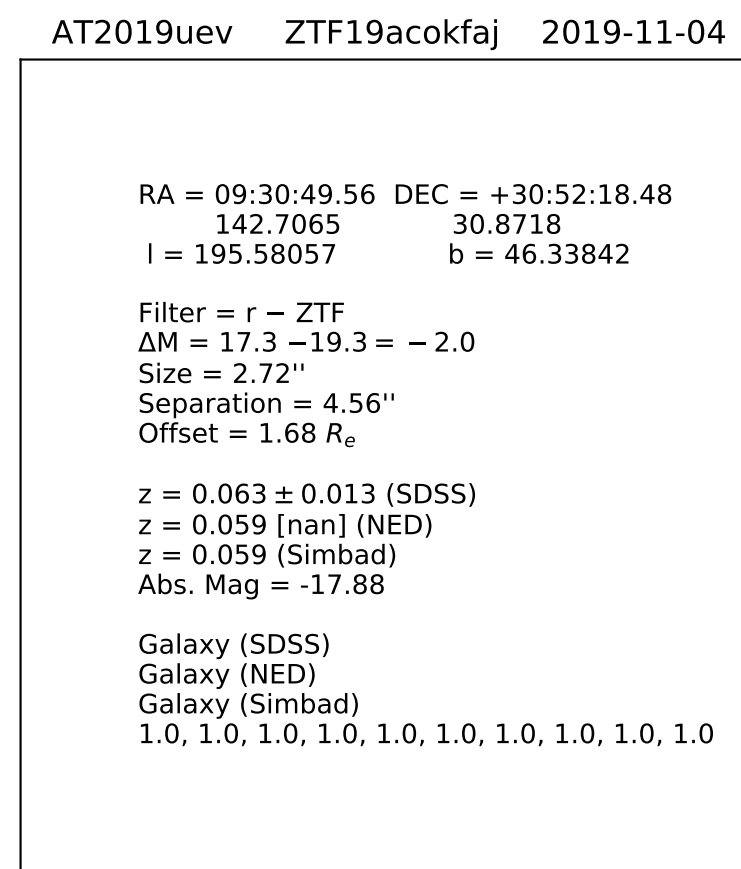 AT2019uev ZTF19acokfaj 2019-11-04
RA = 09:30:49.56 DEC = +30:52:18.48
142.7065 30.8718
l = 195.58057 b = 46.33842
Filter = r − ZTF
ΔM = 17.3 −19.3 = − 2.0
Size = 2.72''
Separation = 4.56''
Offset = 1.68 Re
z = 0.063 ± 0.013 (SDSS)
z = 0.059 [nan] (NED)
z = 0.059 (Simbad)
Abs. Mag = -17.88
Galaxy (SDSS)
Galaxy (NED)
Galaxy (Simbad)
1.0, 1.0, 1.0, 1.0, 1.0, 1.0, 1.0, 1.0, 1.0, 1.0